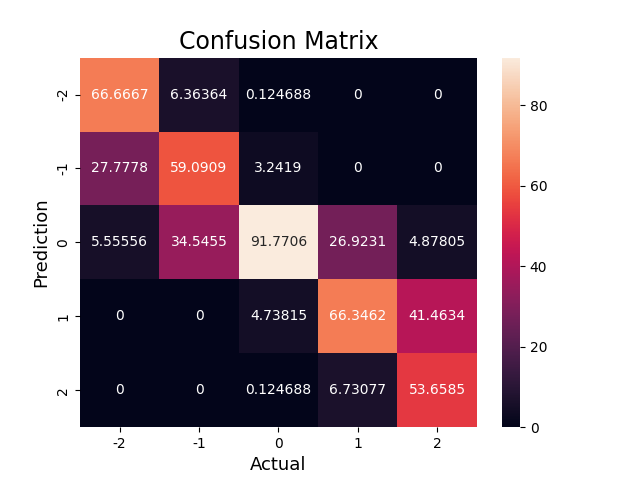 Confusion Matrix
-2 66.6667 6.36364 0.124688 0 0
-1 27.7778 59.0909 3.2419 0 0
0 5.55556 34.5455 91.7706 26.9231 4.87805
1 0 0 4.73815 66.3462 41.4634
2 0 0 0.124688 6.73077 53.6585
-2 -1 0 1 2
Actual
Prediction
80
60
40
20
0